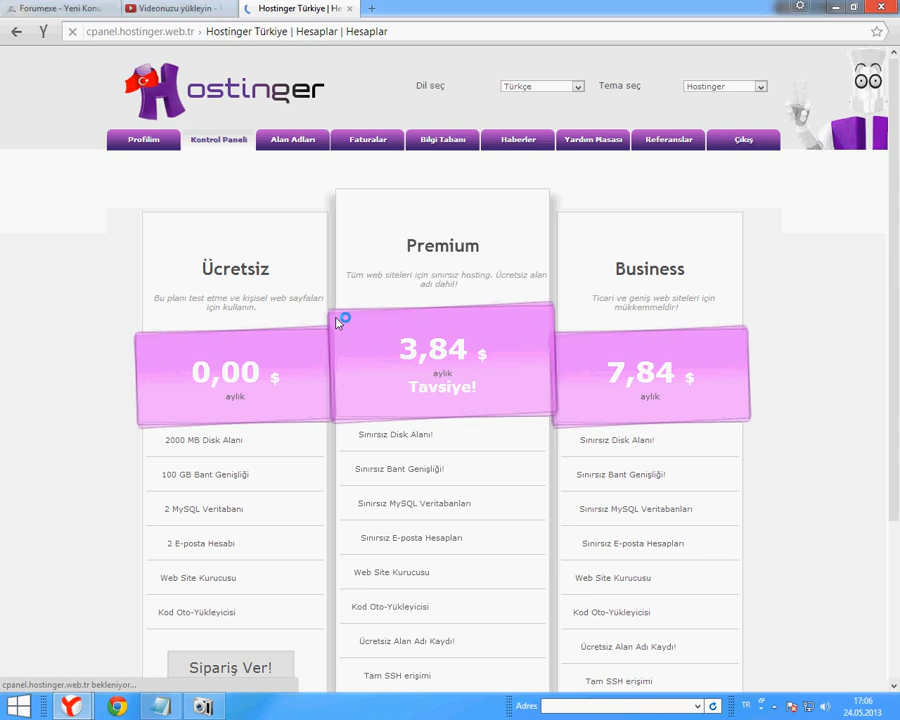 Forumexe - Yeni Konu
Videonuzu yükleyin -
Hostinger Türkiye | He
cpanel.hostinger.web.tr › Hostinger Türkiye | Hesaplar | Hesaplar
Hostinger
Dil seç
Türkçe
Tema seç
Hostinger
Profilim
Kontrol Paneli
Alan Adları
Faturalar
Bilgi Tabanı
Haberler
Yardım Masası
Referanslar
Çıkış
Ücretsiz
Bu planı test etme ve kişisel web sayfaları
için kullanın.
0,00 $
aylık
2000 MB Disk Alanı
100 GB Bant Genişliği
2 MySQL Veritabanı
2 E-posta Hesabı
Web Site Kurucusu
Kod Oto-Yükleyicisi
Sipariş Ver!
Premium
Tüm web siteleri için sınırsız hosting. Ücretsiz alan
adı dahil!
3,84 $
aylık
Tavsiye!
Sınırsız Disk Alanı!
Sınırsız Bant Genişliği!
Sınırsız MySQL Veritabanları
Sınırsız E-posta Hesapları
Web Site Kurucusu
Kod Oto-Yükleyicisi
Ücretsiz Alan Adı Kaydı!
Tam SSH erişimi
Business
Ticari ve geniş web siteleri için
mükkemmeldir!
7,84 $
aylık
Sınırsız Disk Alanı!
Sınırsız Bant Genişliği!
Sınırsız MySQL Veritabanları
Sınırsız E-posta Hesapları
Web Site Kurucusu
Kod Oto-Yükleyicisi
Ücretsiz Alan Adı Kaydı!
Tam SSH erişimi
cpanel.hostinger.web.tr bekleniyor...
Adres
TR
17:06
24.05.2013